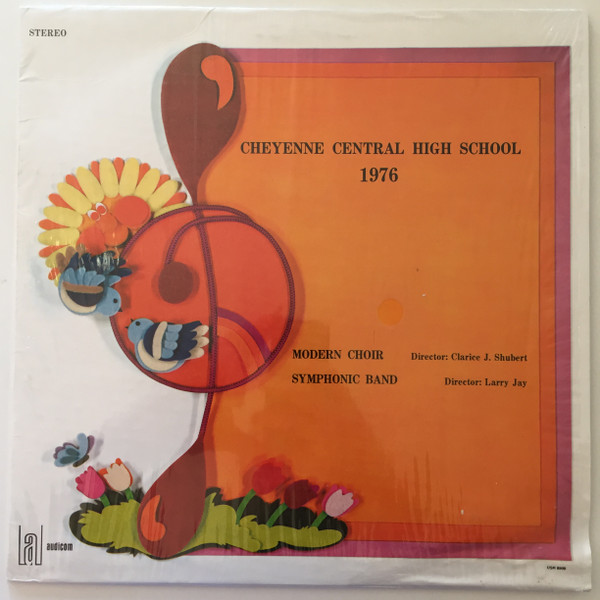 STEREO
CHEYENNE CENTRAL HIGH SCHOOL
1976
MODERN CHOIR Director: Clarice J. Shubert
SYMPHONIC BAND Director: Larry Jay
a audicom